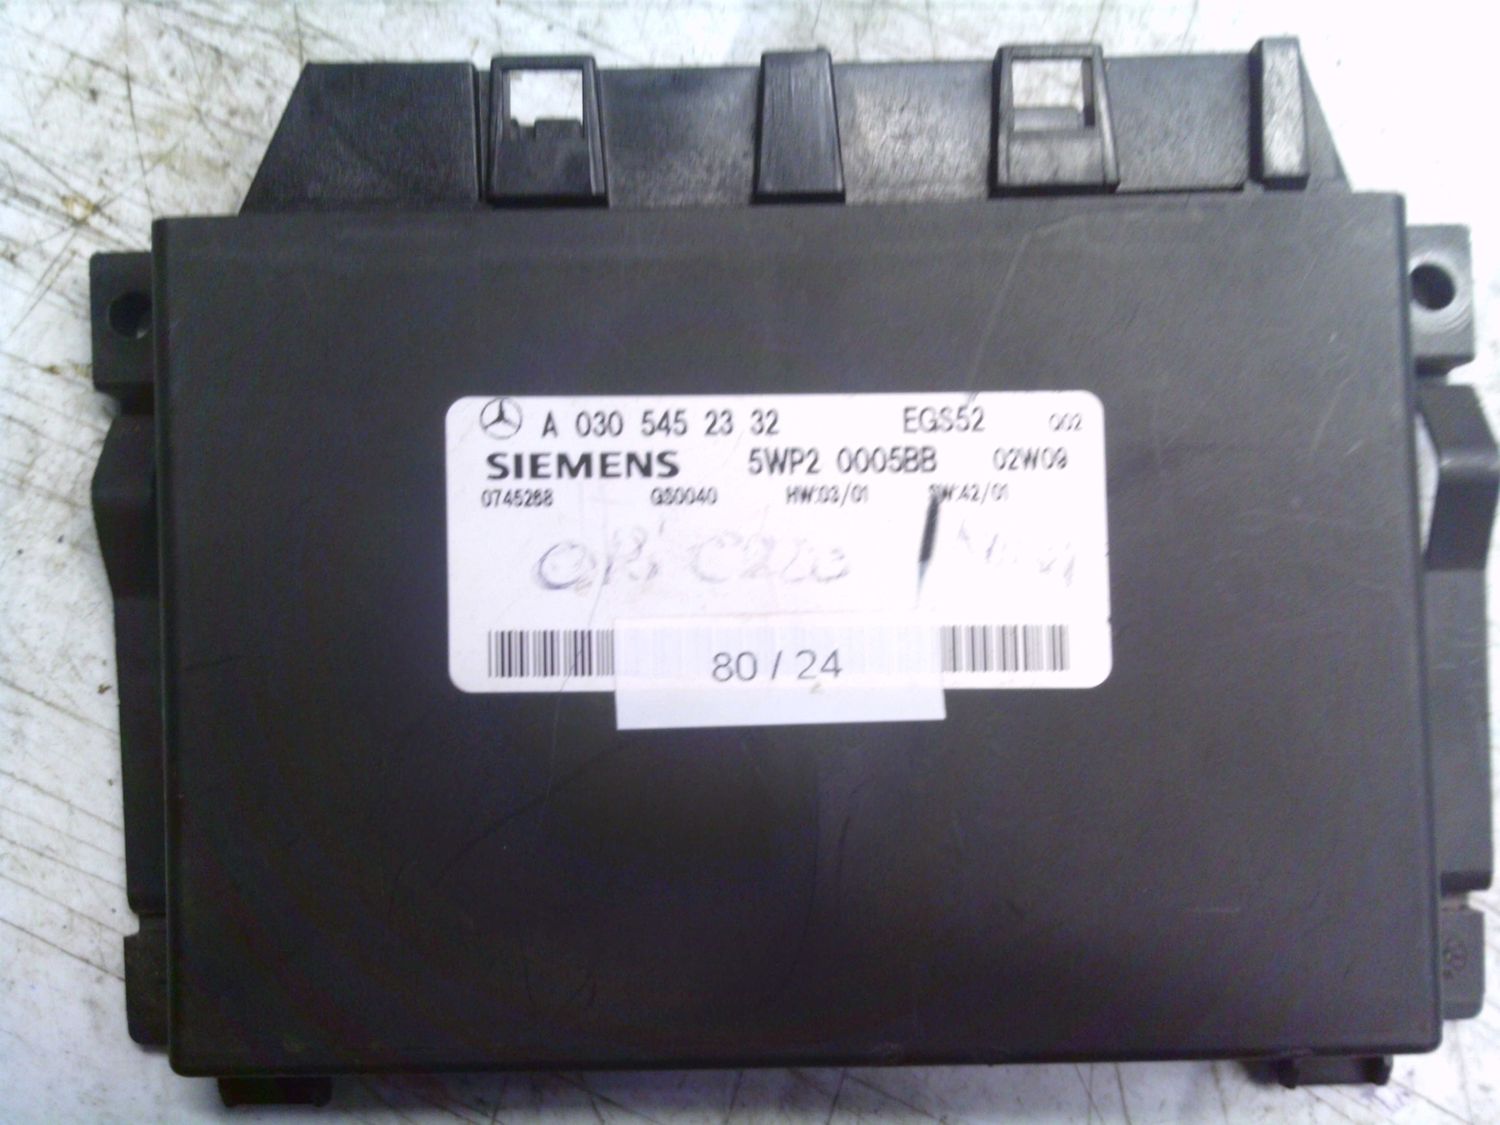 A 030 545 23 32 EGS52 Q02
SIEMENS 5WP2 0005BB 02W09
0745268 GS0040 HW:03/01 SW:42/01
80 / 24